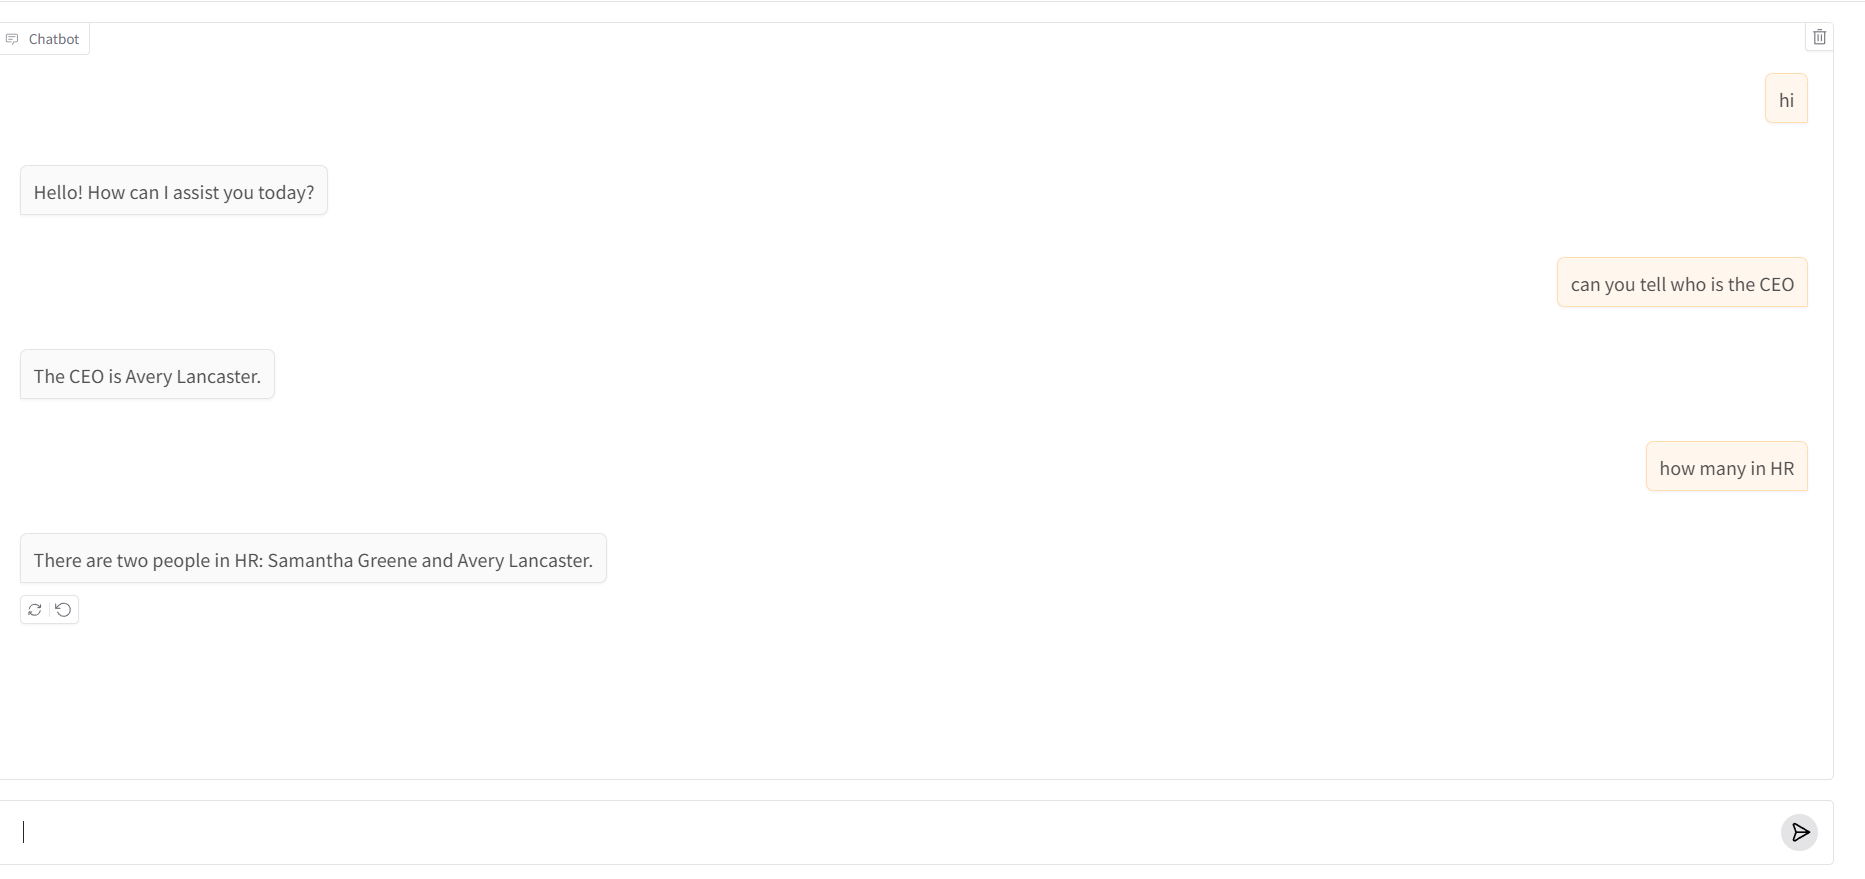 Chatbot
hi
Hello! How can I assist you today?
can you tell who is the CEO
The CEO is Avery Lancaster.
how many in HR
There are two people in HR: Samantha Greene and Avery Lancaster.